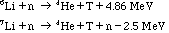 ⁶Li + n → ⁴He + T + 4.86 MeV
⁷Li + n → ⁴He + T + n – 2.5 MeV